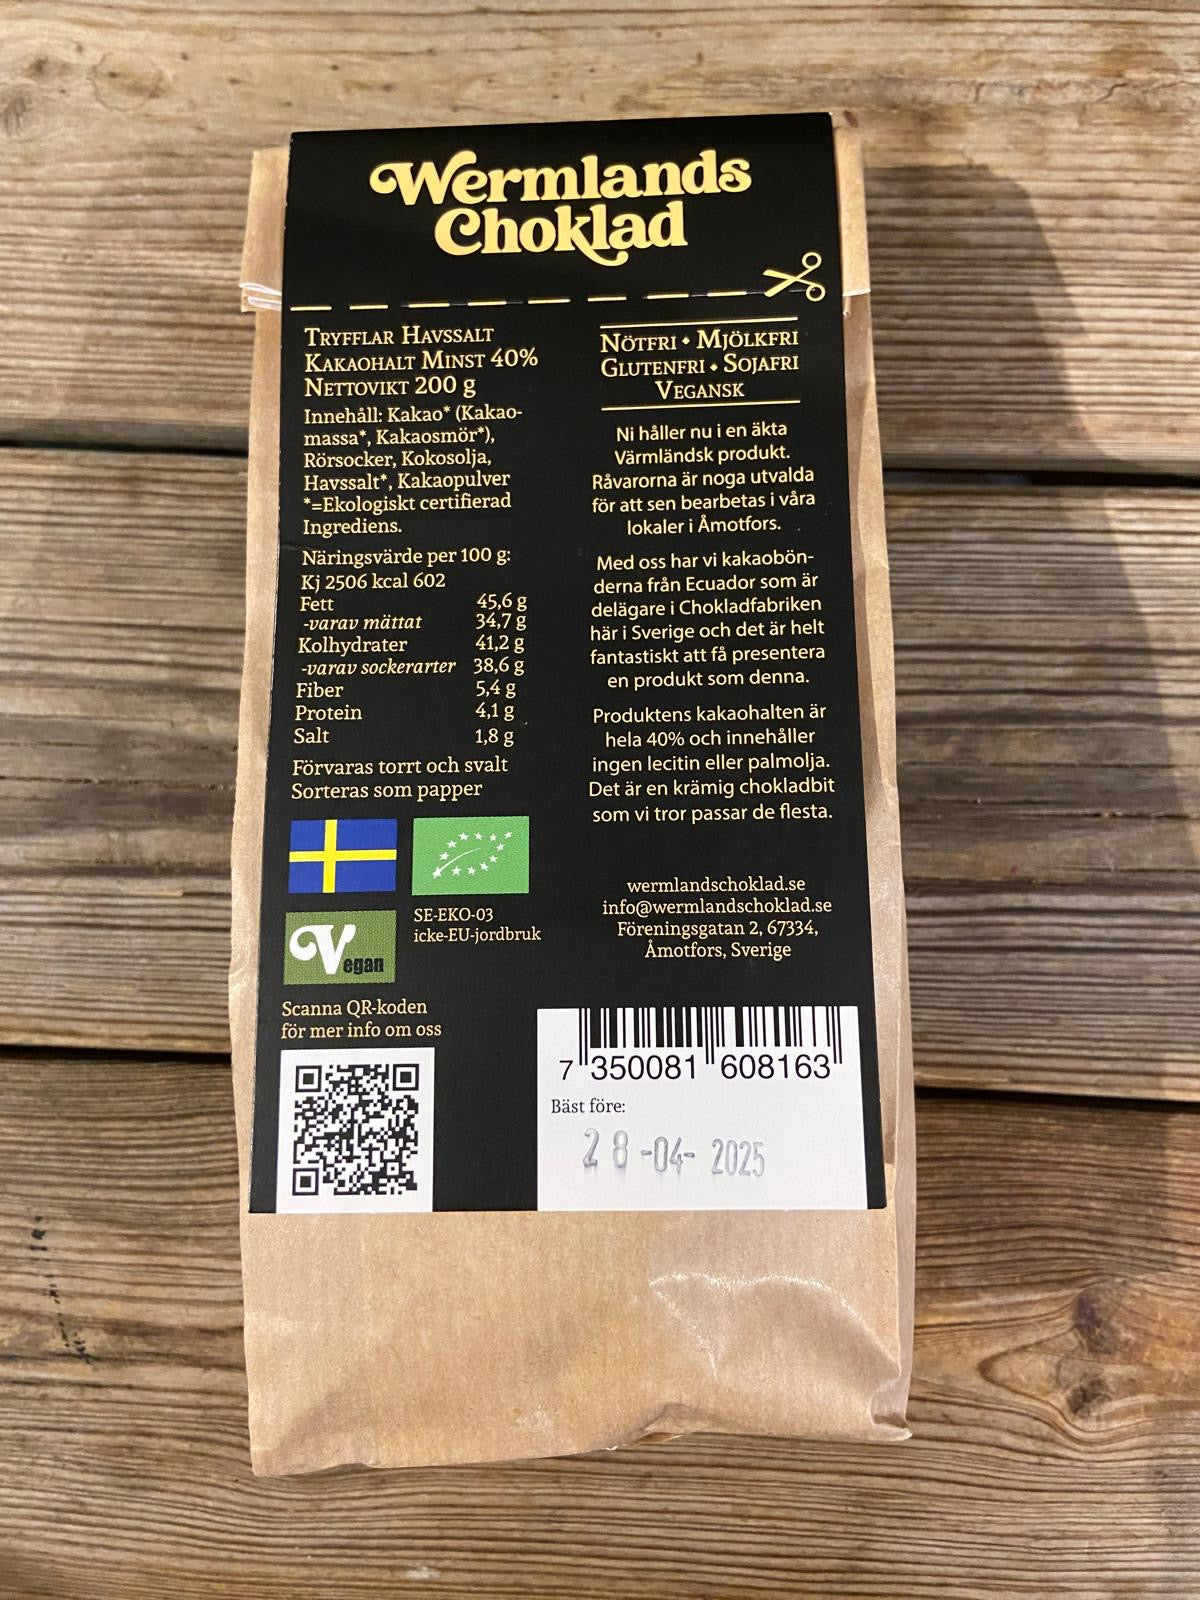 Wermlands
Choklad
Tryfflar Havssalt
Kakaohalt Minst 40%
Nettovikt 200 g
Innehåll: Kakao* (Kakao-
massa*, Kakaosmör*),
Rörsocker, Kokosolja,
Havssalt*, Kakaopulver
*=Ekologiskt certifierad
Ingrediens.
Näringsvärde per 100 g:
Kj 2506 kcal 602
Fett 45,6 g
-varav mättat 34,7 g
Kolhydrater 41,2 g
-varav sockerarter 38,6 g
Fiber 5,4 g
Protein 4,1 g
Salt 1,8 g
Förvaras torrt och svalt
Sorteras som papper
SE-EKO-03
icke-EU-jordbruk
Vegan
Scanna QR-koden
för mer info om oss
Nötfri • Mjölkfri
Glutenfri • Sojafri
Vegansk
Ni håller nu i en äkta
Värmländsk produkt.
Råvarorna är noga utvalda
för att sen bearbetas i våra
lokaler i Åmotfors.
Med oss har vi kakaobön-
derna från Ecuador som är
delägare i Chokladfabriken
här i Sverige och det är helt
fantastiskt att få presentera
en produkt som denna.
Produktens kakaohalten är
hela 40% och innehåller
ingen lecitin eller palmolja.
Det är en krämig chokladbit
som vi tror passar de flesta.
wermlandschoklad.se
info@wermlandschoklad.se
Föreningsgatan 2, 67334,
Åmotfors, Sverige
7 350081 608163
Bäst före:
28-04-2025